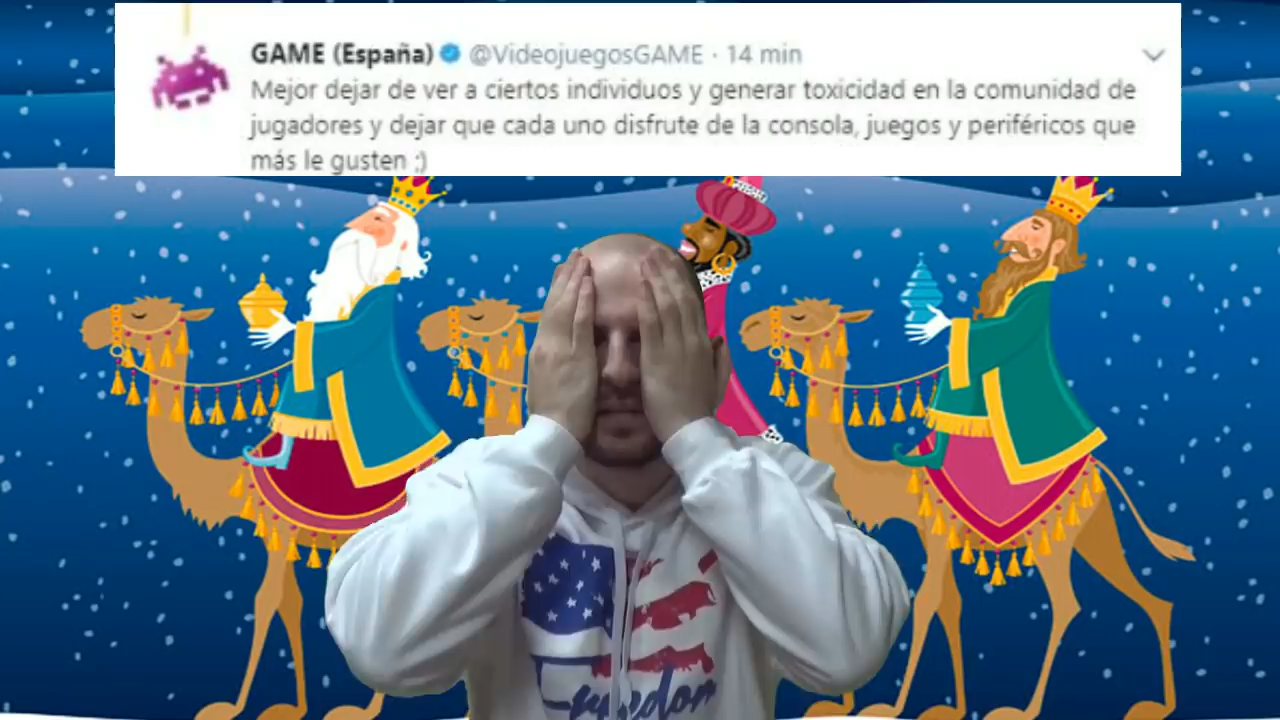 GAME (España) @VideojuegosGAME · 14 min
Mejor dejar de ver a ciertos individuos y generar toxicidad en la comunidad de
jugadores y dejar que cada uno disfrute de la consola, juegos y periféricos que
más le gusten ;)
Freedom